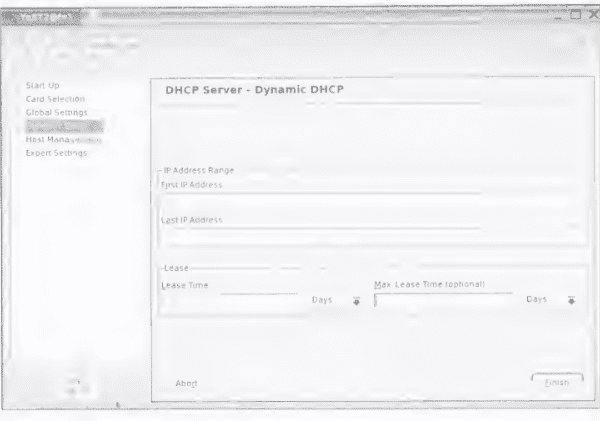 Start Up
Card Selection
Global Settings
Host Management
Expert Settings
DHCP Server - Dynamic DHCP
IP Address Range
First IP Address
Last IP Address
Lease
Lease Time
Max Lease Time (optional)
Days
Days
Abort
Finish